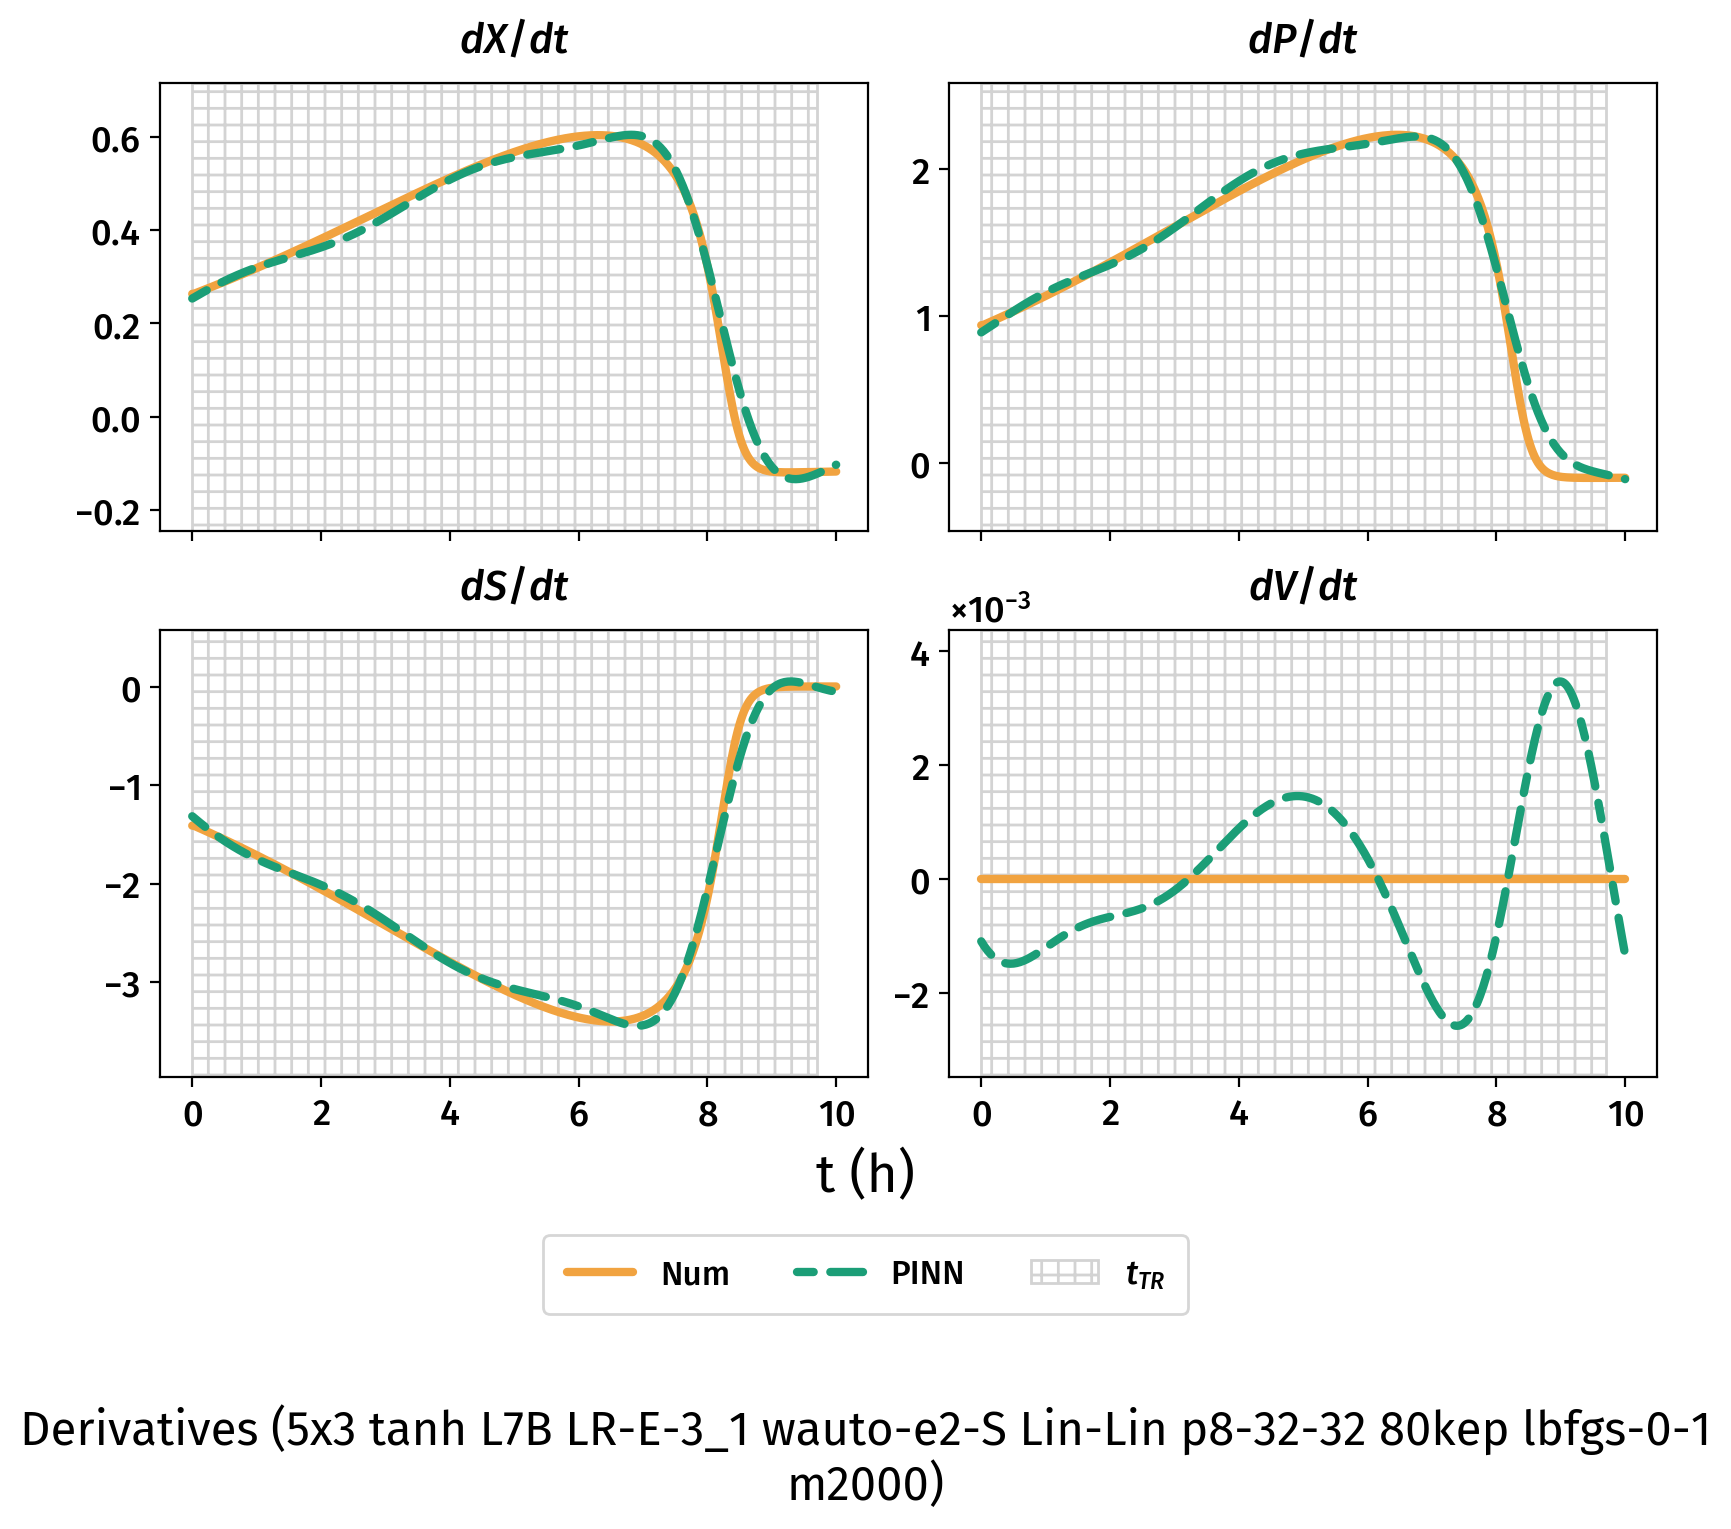 dX/dt
dP/dt
0.6
0.4
0.2
0.0
−0.2
2
1
0
dS/dt
dV/dt
×10⁻³
0
−1
−2
−3
4
2
0
−2
0 2 4 6 8 10
0 2 4 6 8 10
t (h)
Num PINN t_TR
Derivatives (5x3 tanh L7B LR-E-3_1 wauto-e2-S Lin-Lin p8-32-32 80kep lbfgs-0-1
m2000)